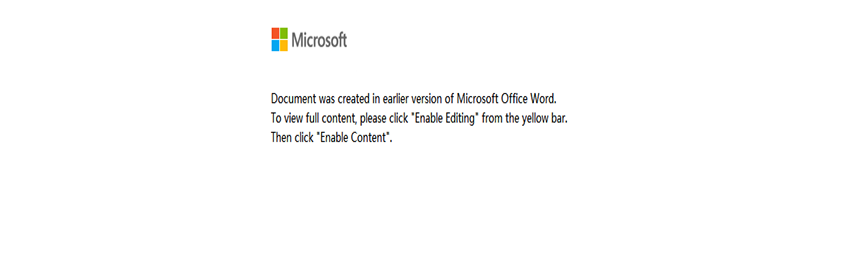 Microsoft
Document was created in earlier version of Microsoft Office Word.
To view full content, please click "Enable Editing" from the yellow bar.
Then click "Enable Content".